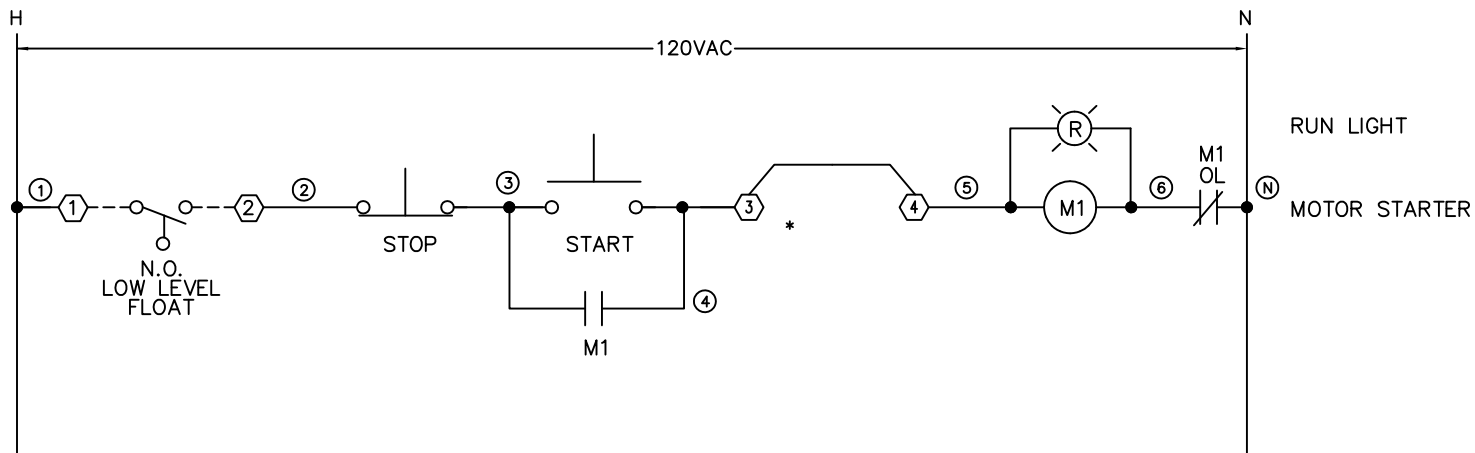 H
N
120VAC
RUN LIGHT
R
M1
OL
1
1
2
2
3
3
4
5
6
N
M1
MOTOR STARTER
*
STOP
START
N.O.
LOW LEVEL
FLOAT
4
M1